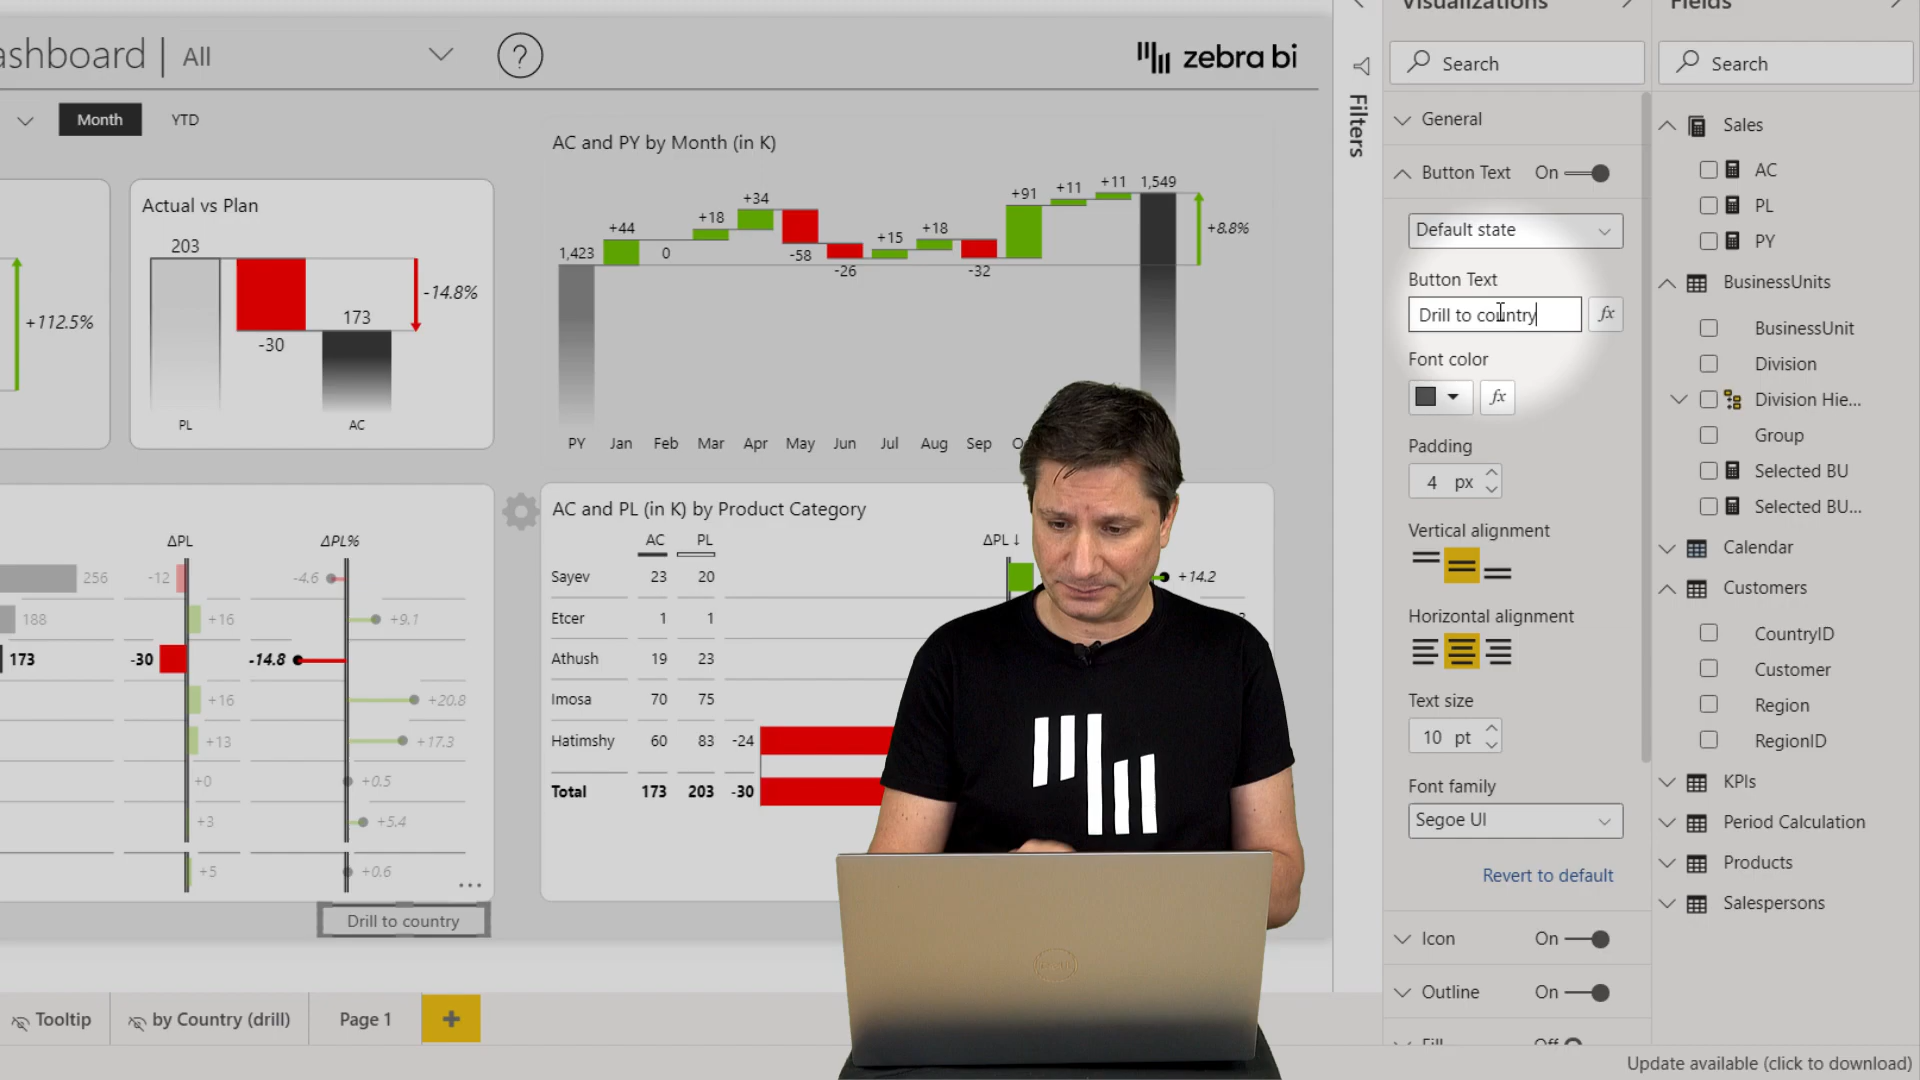 ashboard | All
?
zebra bi
Month
YTD
Actual vs Plan
203
-30
173
-14.8%
+112.5%
PL
AC
AC and PY by Month (in K)
1,423
+44
0
+18
+34
-58
-26
+15
+18
-32
+91
+11
+11
1,549
+8.8%
PY Jan Feb Mar Apr May Jun Jul Aug Sep
ΔPL
ΔPL%
256 -12 -4.6
188 +16 +9.1
173 -30 -14.8
+16 +20.8
+13 +17.3
+0 +0.5
+3 +5.4
+5 +0.6
Drill to country
AC and PL (in K) by Product Category
AC PL ΔPL↓
Sayev 23 20 +14.2
Etcer 1 1
Athush 19 23
Imosa 70 75
Hatimshy 60 83 -24
Total 173 203 -30
Tooltip
by Country (drill)
Page 1
+
Filters
Visualizations
Search
General
Button Text On
Default state
Button Text
Drill to country
fx
Font color
fx
Padding
4 px
Vertical alignment
Horizontal alignment
Text size
10 pt
Font family
Segoe UI
Revert to default
Icon On
Outline On
Fill Off
Fields
Search
Sales
AC
PL
PY
BusinessUnits
BusinessUnit
Division
Division Hie...
Group
Selected BU
Selected BU...
Calendar
Customers
CountryID
Customer
Region
RegionID
KPIs
Period Calculation
Products
Salespersons
Update available (click to download)